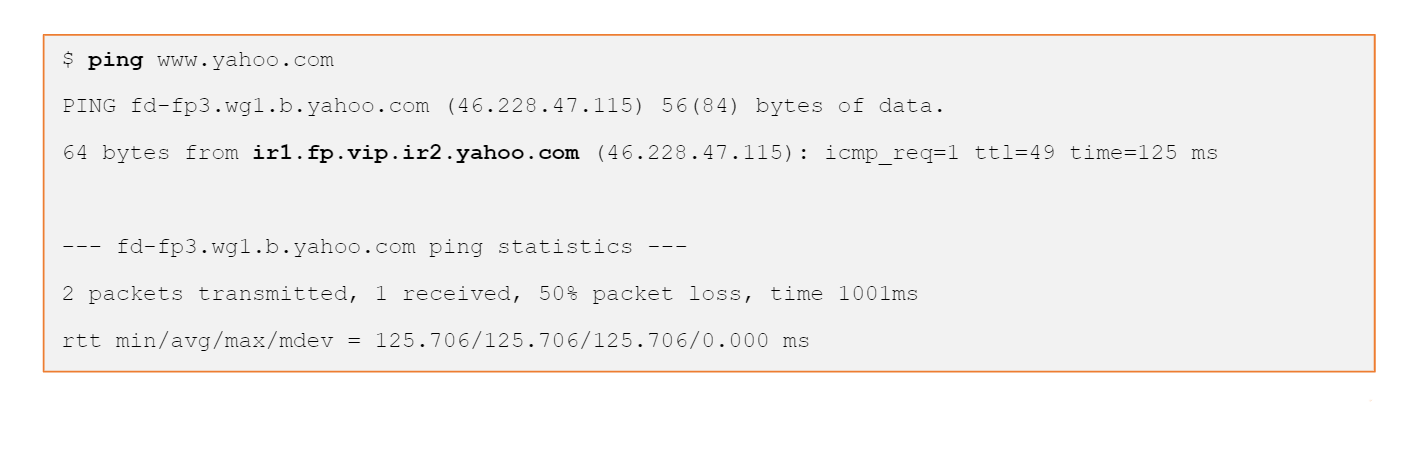 $ ping www.yahoo.com
PING fd-fp3.wg1.b.yahoo.com (46.228.47.115) 56(84) bytes of data.
64 bytes from ir1.fp.vip.ir2.yahoo.com (46.228.47.115): icmp_req=1 ttl=49 time=125 ms
--- fd-fp3.wg1.b.yahoo.com ping statistics ---
2 packets transmitted, 1 received, 50% packet loss, time 1001ms
rtt min/avg/max/mdev = 125.706/125.706/125.706/0.000 ms